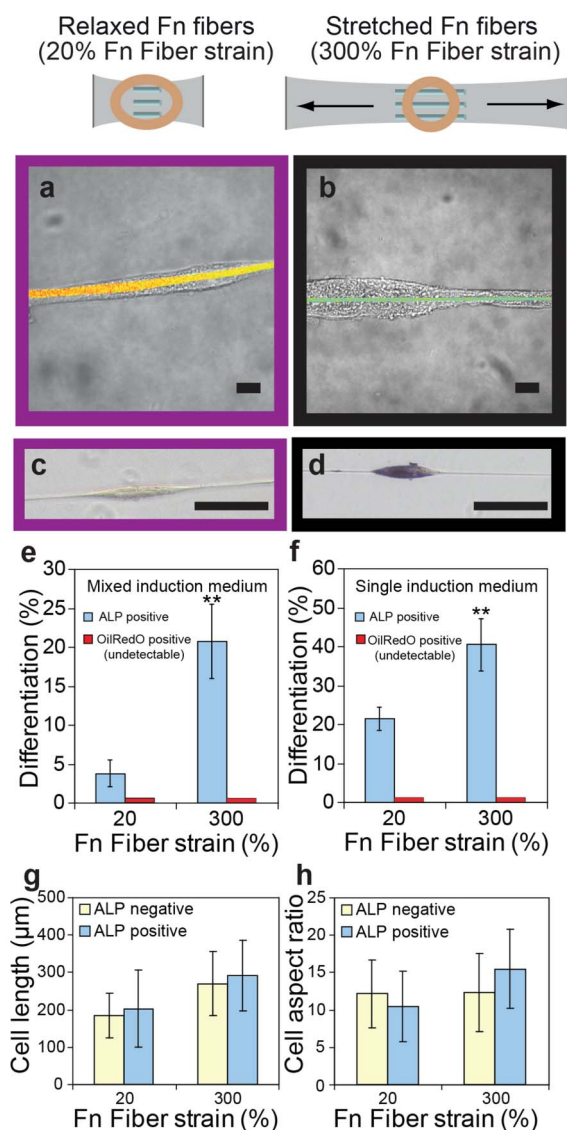 Relaxed Fn fibers
(20% Fn Fiber strain)
Stretched Fn fibers
(300% Fn Fiber strain)
a
b
c
d
e
Differentiation (%)
30
25
20
15
10
5
0
Mixed induction medium
**
ALP positive
OilRedO positive
(undetectable)
20
300
Fn Fiber strain (%)
f
Differentiation (%)
60
50
40
30
20
10
0
Single induction medium
**
ALP positive
OilRedO positive
(undetectable)
20
300
Fn Fiber strain (%)
g
Cell length (µm)
500
400
300
200
100
0
ALP negative
ALP positive
20
300
Fn Fiber strain (%)
h
Cell aspect ratio
25
20
15
10
5
0
ALP negative
ALP positive
20
300
Fn Fiber strain (%)